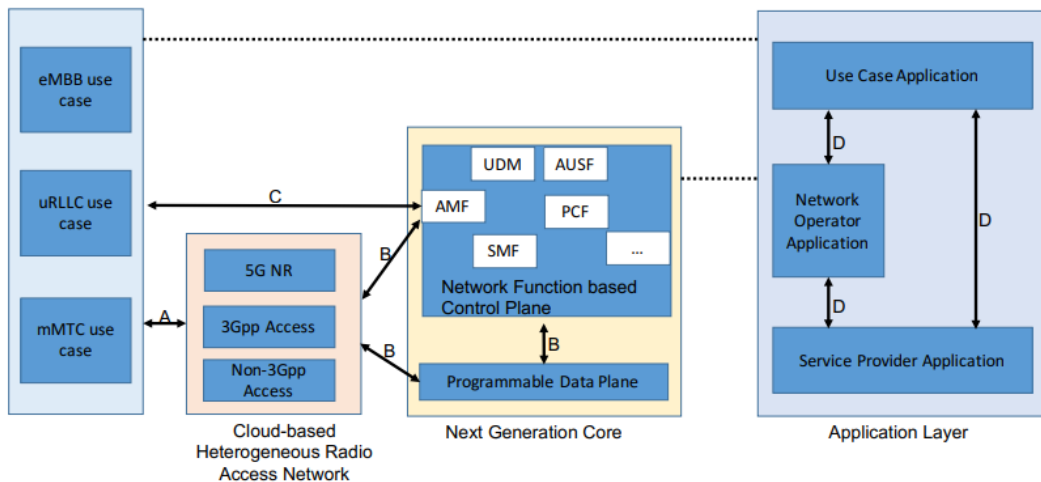 eMBB use
case
uRLLC use
case
mMTC use
case
A
C
B
B
B
5G NR
3Gpp Access
Non-3Gpp
Access
Cloud-based
Heterogeneous Radio
Access Network
UDM
AUSF
AMF
PCF
SMF
...
Network Function based
Control Plane
Programmable Data Plane
Next Generation Core
Use Case Application
D
Network
Operator
Application
D
D
Service Provider Application
Application Layer